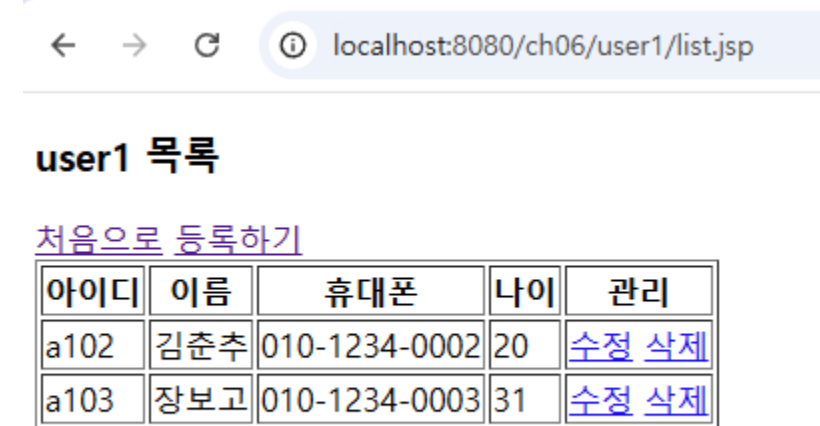 localhost:8080/ch06/user1/list.jsp
user1 목록
처음으로 등록하기
아이디 이름 휴대폰 나이 관리
a102 김춘추 010-1234-0002 20 수정 삭제
a103 장보고 010-1234-0003 31 수정 삭제